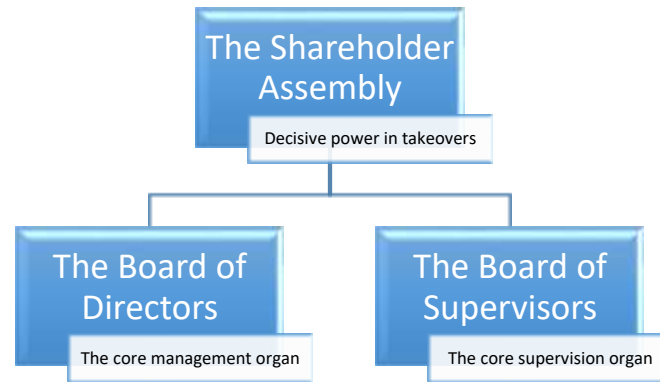 The Shareholder
Assembly
Decisive power in takeovers
The Board of
Directors
The core management organ
The Board of
Supervisors
The core supervision organ